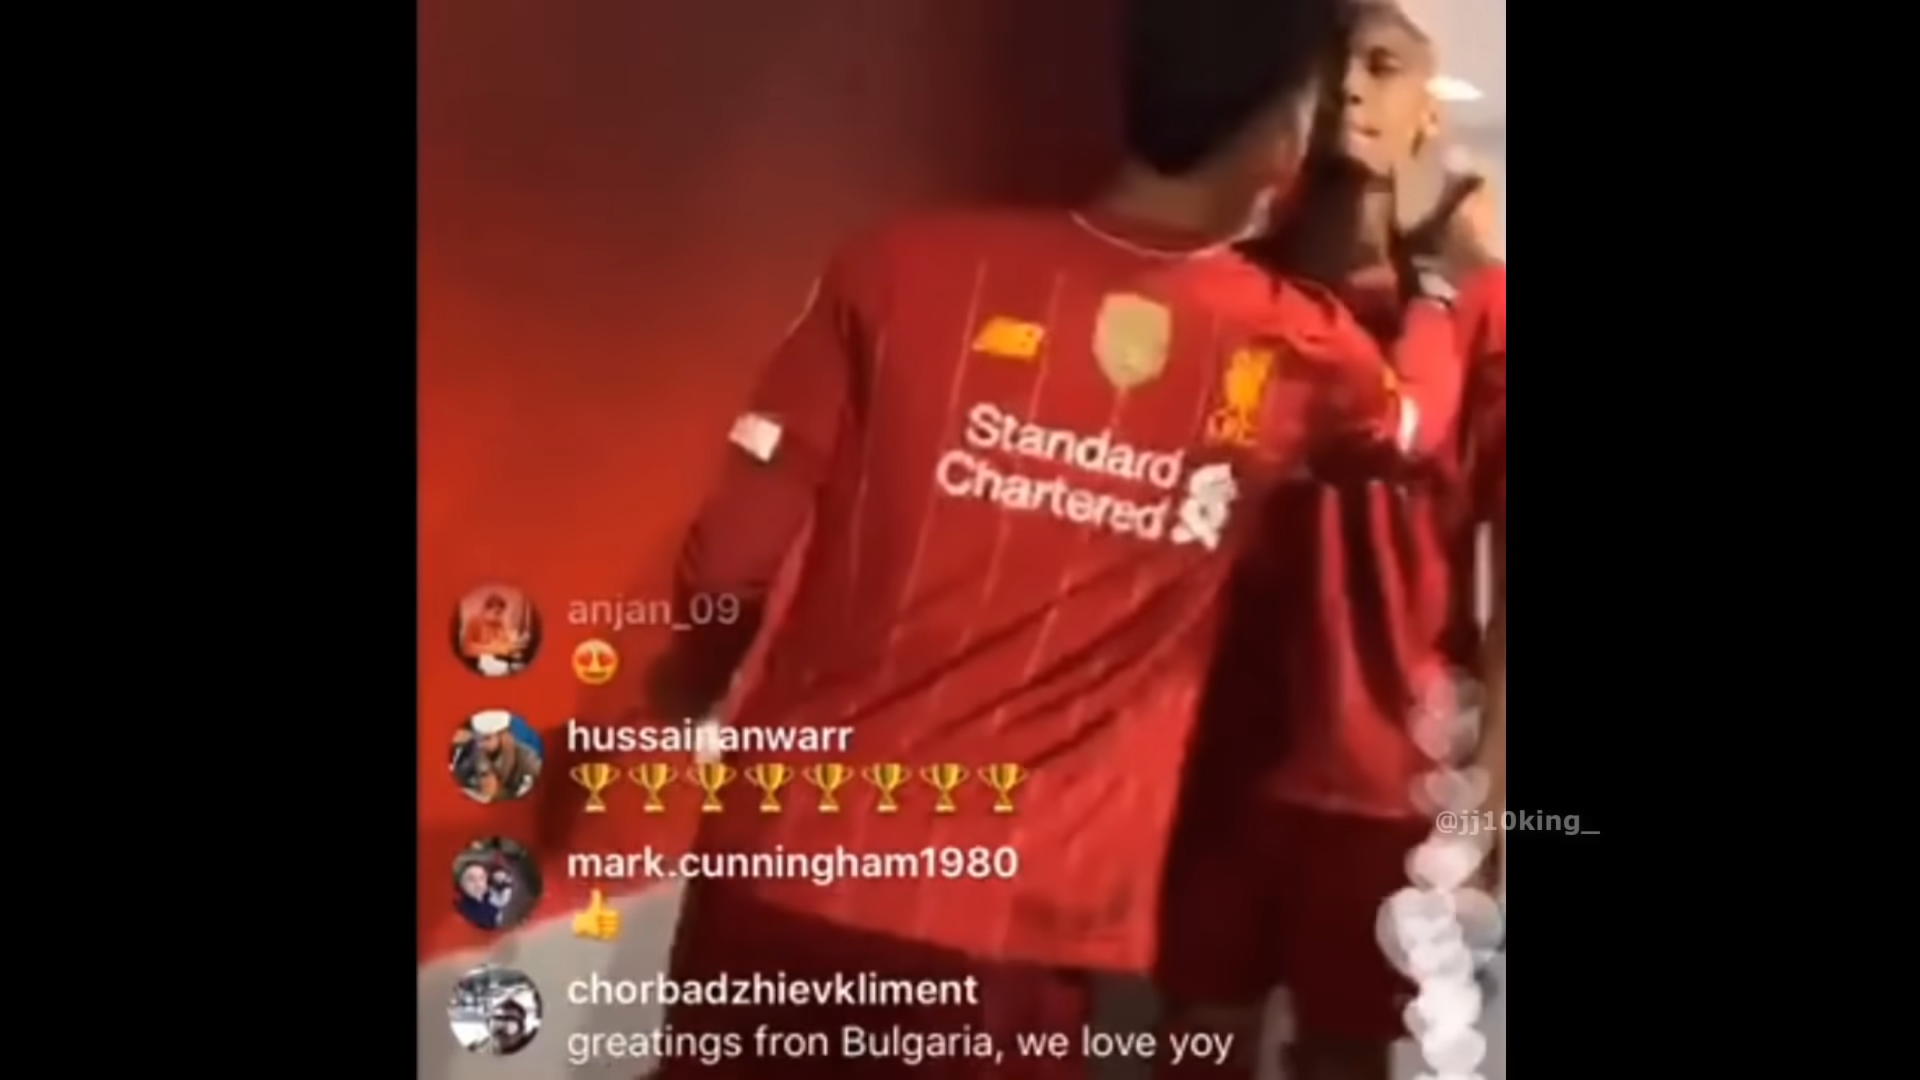 Standard
Chartered
anjan_09
😍
hussainanwarr
🏆🏆🏆🏆🏆🏆🏆🏆
@jj10king_
mark.cunningham1980
👍
chorbadzhievkliment
greatings fron Bulgaria, we love yoy